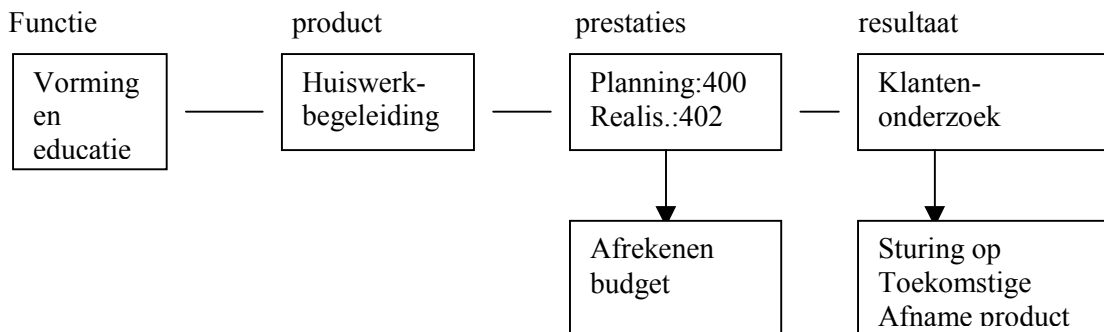 Functie product prestaties resultaat
Vorming
en
educatie
Huiswerk-
begeleiding
Planning:400
Realis.:402
Klanten-
onderzoek
Afrekenen
budget
Sturing op
Toekomstige
Afname product